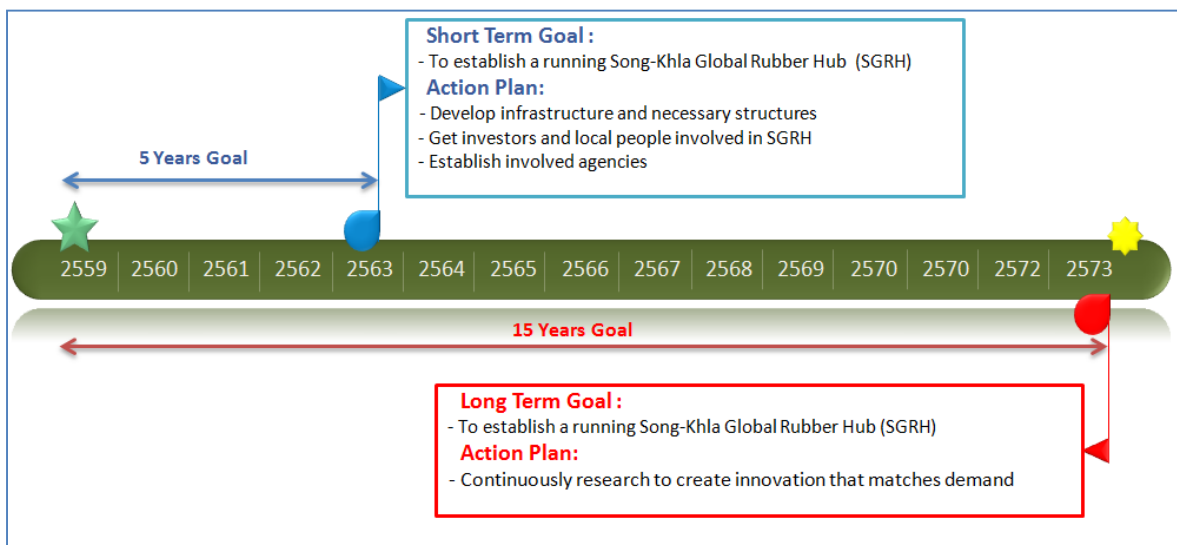 Short Term Goal :
- To establish a running Song-Khla Global Rubber Hub (SGRH)
Action Plan:
- Develop infrastructure and necessary structures
- Get investors and local people involved in SGRH
- Establish involved agencies
5 Years Goal
2559 2560 2561 2562 2563 2564 2565 2566 2567 2568 2569 2570 2570 2572 2573
15 Years Goal
Long Term Goal :
- To establish a running Song-Khla Global Rubber Hub (SGRH)
Action Plan:
- Continuously research to create innovation that matches demand